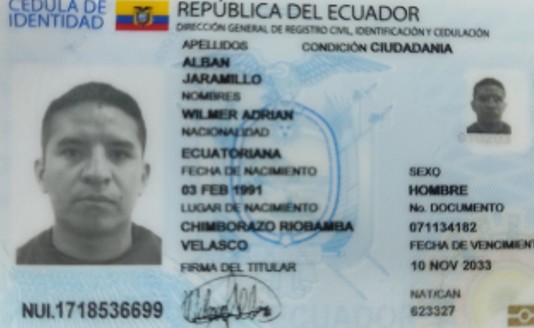 CÉDULA DE
IDENTIDAD
REPÚBLICA DEL ECUADOR
DIRECCIÓN GENERAL DE REGISTRO CIVIL, IDENTIFICACIÓN Y CEDULACIÓN
APELLIDOS
CONDICIÓN CIUDADANIA
ALBAN
JARAMILLO
NOMBRES
WILMER ADRIAN
NACIONALIDAD
ECUATORIANA
FECHA DE NACIMIENTO
03 FEB 1991
LUGAR DE NACIMIENTO
CHIMBORAZO RIOBAMBA
VELASCO
FIRMA DEL TITULAR
SEXO
HOMBRE
No. DOCUMENTO
071134182
FECHA DE VENCIMIENT
10 NOV 2033
NAT/CAN
623327
NUI.1718536699